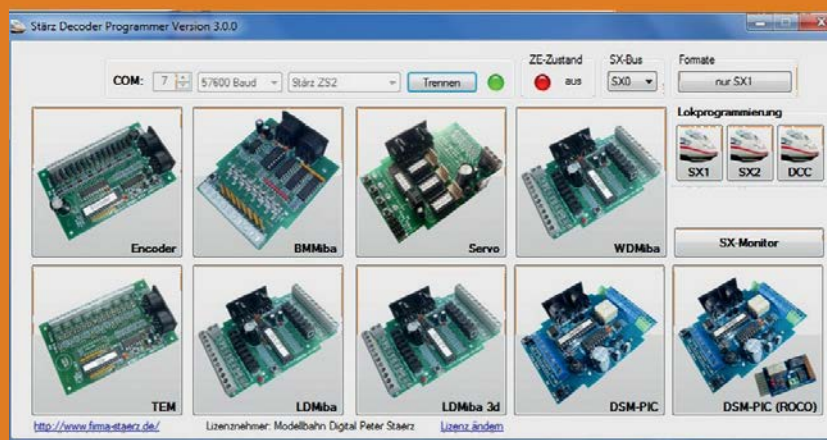 Stärz Decoder Programmer Version 3.0.0
COM: 7 57600 Baud Stärz ZS2 Trennen
ZE-Zustand
aus
SX-Bus
SX0
Formate
nur SX1
Lokprogrammierung
SX1 SX2 DCC
Encoder BMMiba Servo WDMiba
SX-Monitor
TEM LDMiba LDMiba 3d DSM-PIC DSM-PIC (ROCO)
http://www.firma-staerz.de/ Lizenznehmer: Modellbahn Digital Peter Staerz Lizenz ändern